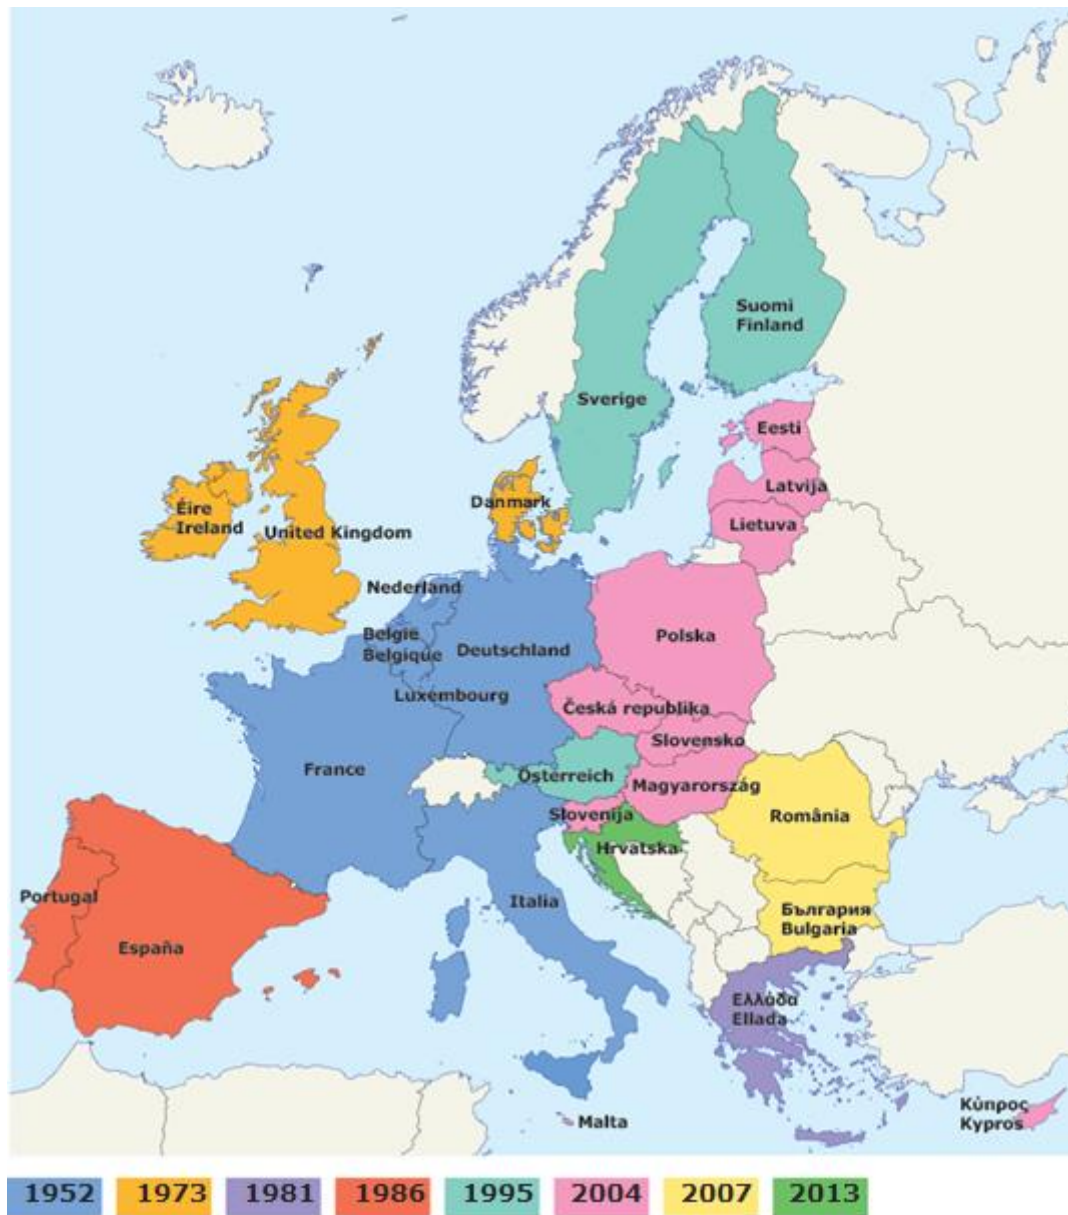 Suomi
Finland
Sverige
Eesti
Latvija
Lietuva
Danmark
Éire
Ireland
United Kingdom
Nederland
België
Belgique
Deutschland
Polska
Luxembourg
Česká republika
Slovensko
France
Österreich
Magyarország
Slovenija
România
Hrvatska
Portugal
Italia
България
Bulgaria
España
Ελλάδα
Ellada
Malta
Κύπρος
Kypros
1952 1973 1981 1986 1995 2004 2007 2013